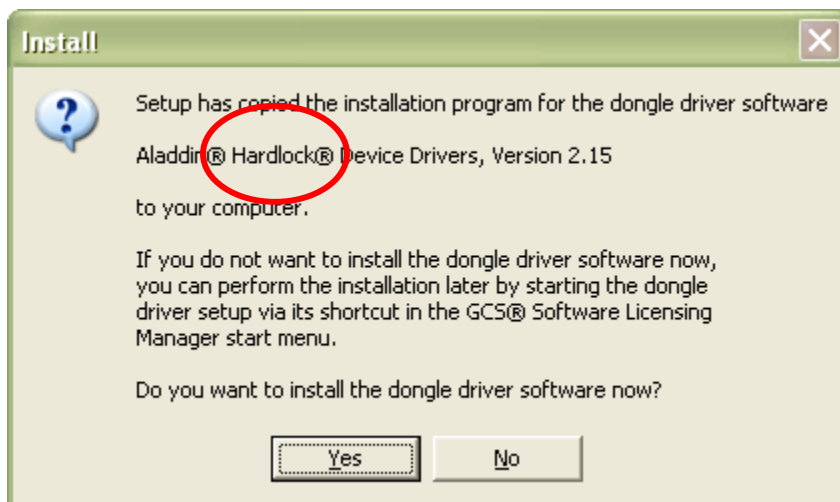 Install
Setup has copied the installation program for the dongle driver software
Aladdin® Hardlock® Device Drivers, Version 2.15
to your computer.
If you do not want to install the dongle driver software now,
you can perform the installation later by starting the dongle
driver setup via its shortcut in the GCS® Software Licensing
Manager start menu.
Do you want to install the dongle driver software now?
Yes No